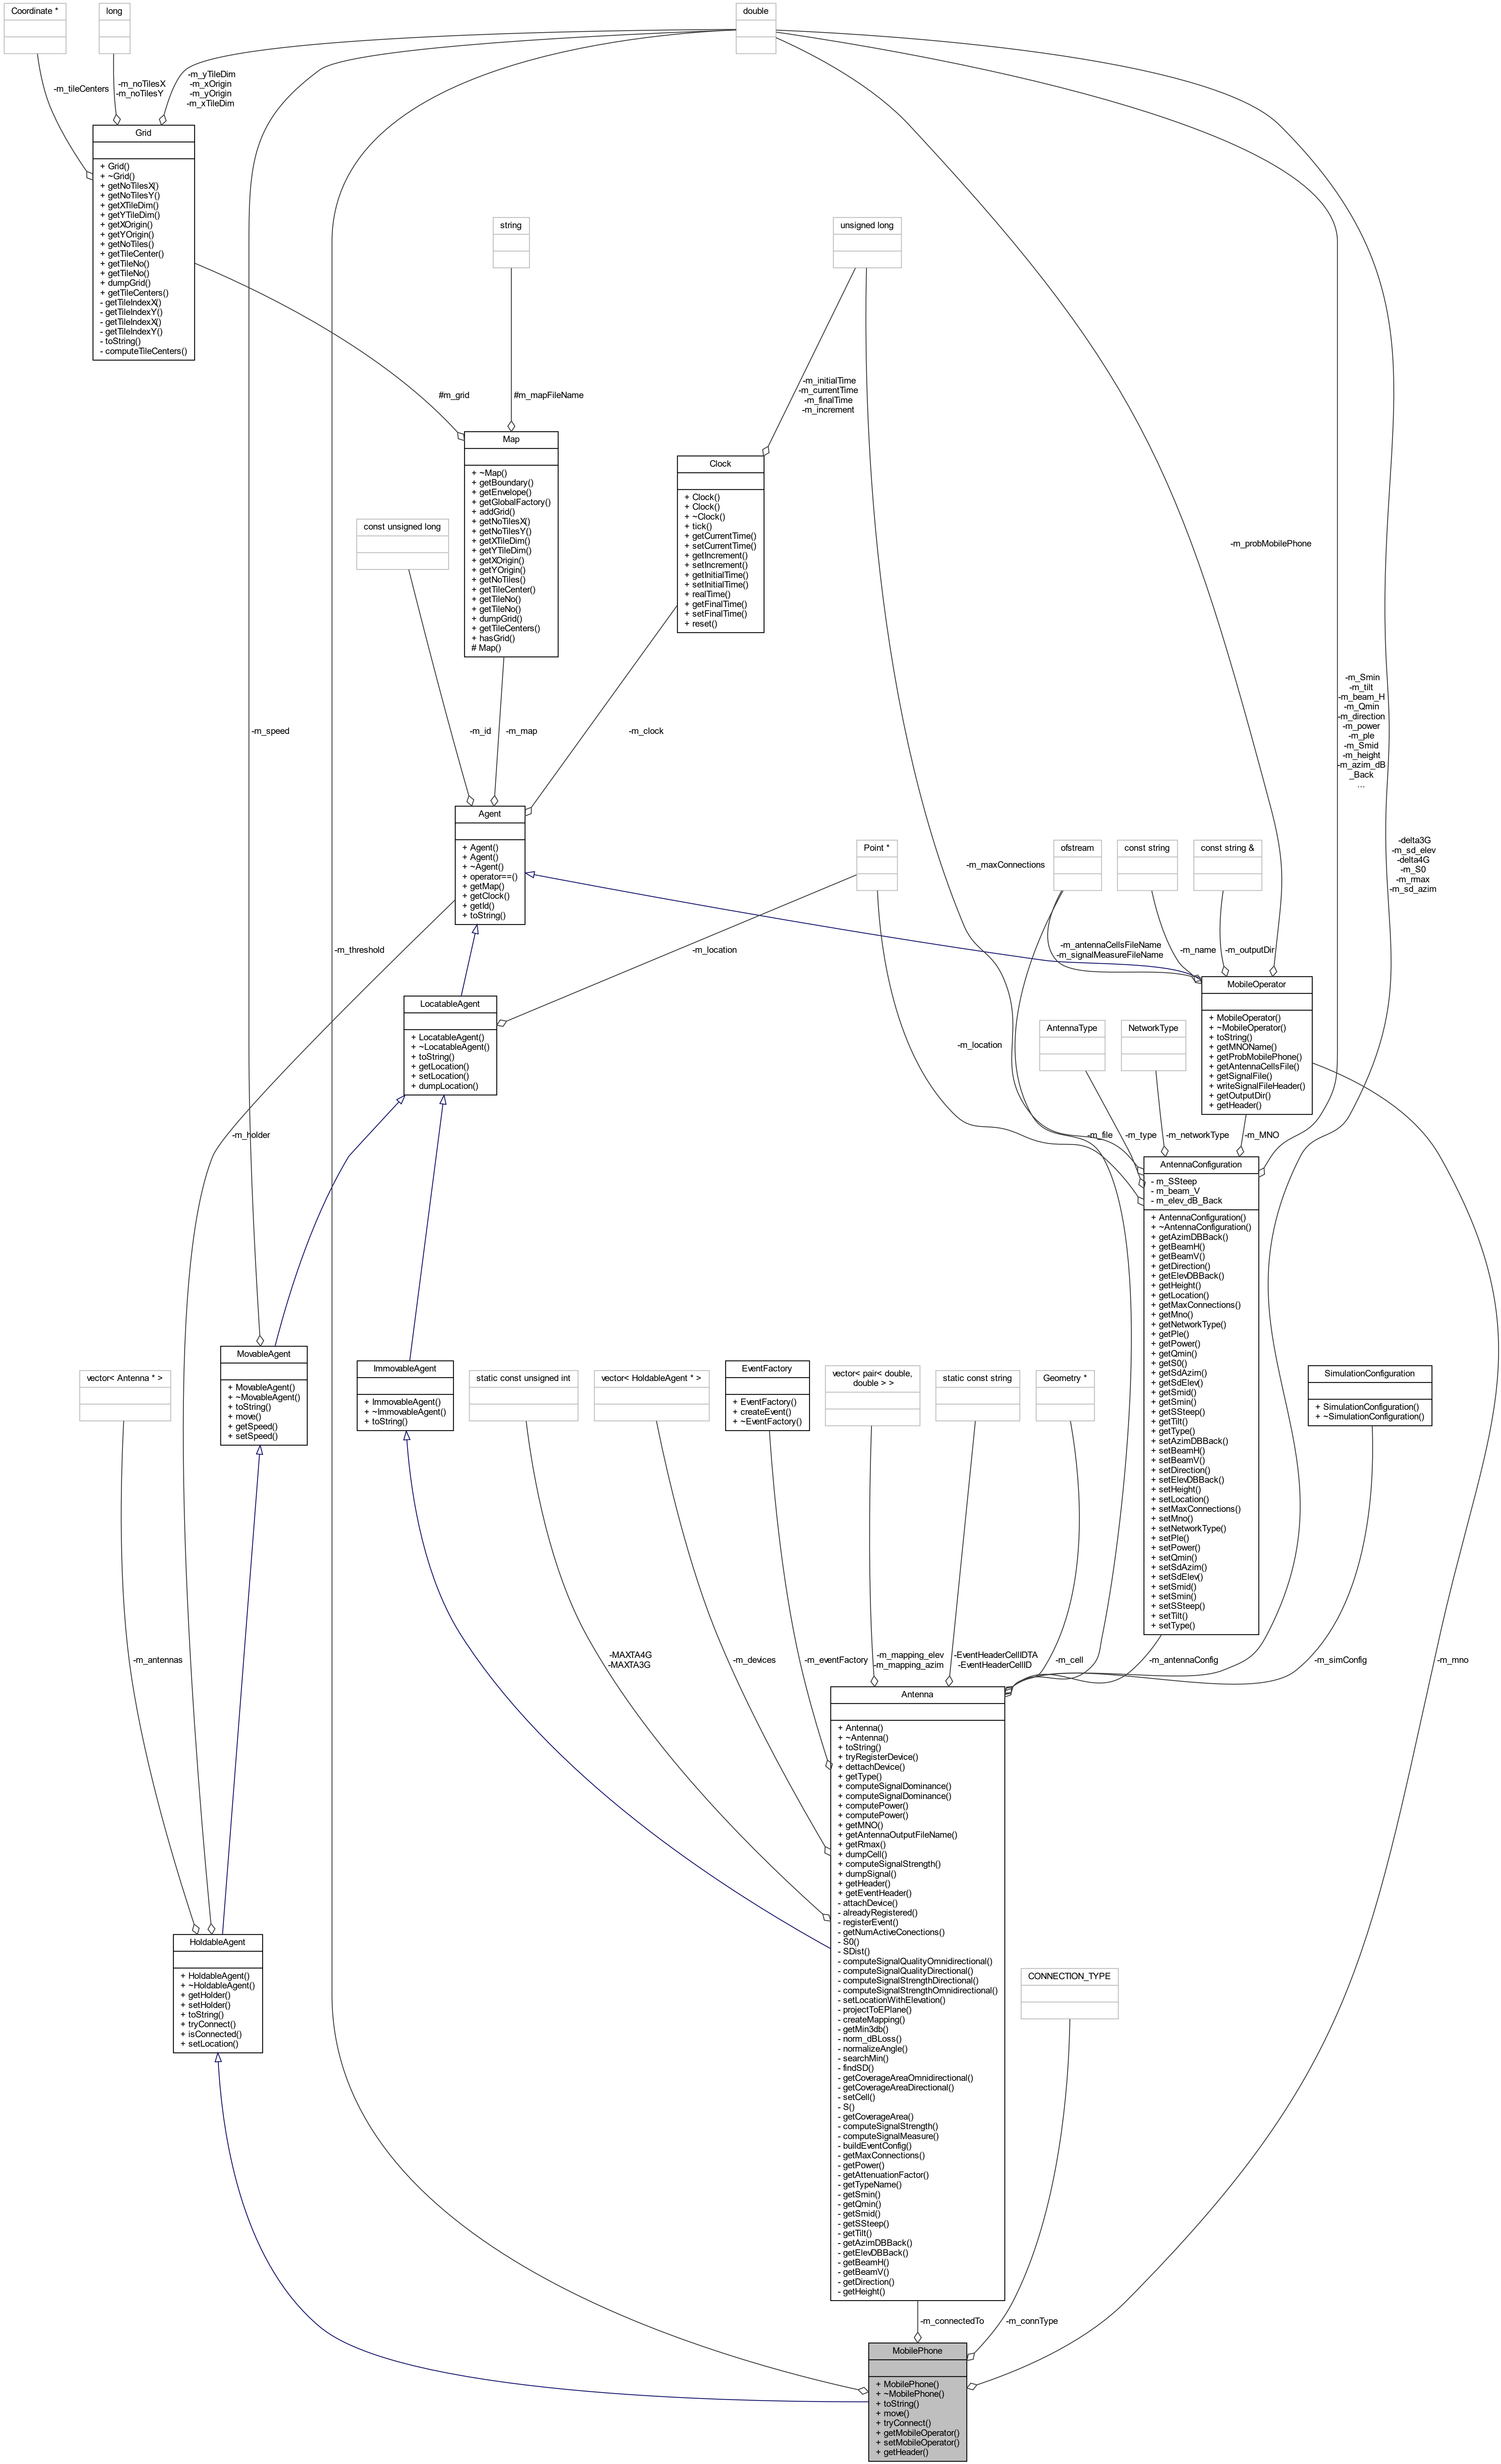 Coordinate *
long
double
-m_tileCenters
-m_noTilesX
-m_noTilesY
-m_yTileDim
-m_xOrigin
-m_yOrigin
-m_xTileDim
Grid
+ Grid()
+ ~Grid()
+ getNoTilesX()
+ getNoTilesY()
+ getXTileDim()
+ getYTileDim()
+ getXOrigin()
+ getYOrigin()
+ getNoTiles()
+ getTileCenter()
+ getTileNo()
+ getTileNo()
+ dumpGrid()
+ getTileCenters()
- getTileIndexX()
- getTileIndexY()
- getTileIndexX()
- getTileIndexY()
- toString()
- computeTileCenters()
string
unsigned long
#m_grid
#m_mapFileName
-m_initialTime
-m_currentTime
-m_finalTime
-m_increment
Map
+ ~Map()
+ getBoundary()
+ getEnvelope()
+ getGlobalFactory()
+ addGrid()
+ getNoTilesX()
+ getNoTilesY()
+ getXTileDim()
+ getYTileDim()
+ getXOrigin()
+ getYOrigin()
+ getNoTiles()
+ getTileCenter()
+ getTileNo()
+ getTileNo()
+ dumpGrid()
+ getTileCenters()
+ hasGrid()
# Map()
Clock
+ Clock()
+ Clock()
+ ~Clock()
+ tick()
+ getCurrentTime()
+ setCurrentTime()
+ getIncrement()
+ setIncrement()
+ getInitialTime()
+ setInitialTime()
+ realTime()
+ getFinalTime()
+ setFinalTime()
+ reset()
const unsigned long
-m_probMobilePhone
-m_speed
-m_id
-m_map
-m_clock
-m_Smin
-m_tilt
-m_beam_H
-m_Qmin
-m_direction
-m_power
-m_ple
-m_Smid
-m_height
-m_azim_dB
_Back
...
Agent
+ Agent()
+ Agent()
+ ~Agent()
+ operator==()
+ getMap()
+ getClock()
+ getId()
+ toString()
Point *
-m_maxConnections
ofstream
const string
const string &
-delta3G
-m_sd_elev
-delta4G
-m_S0
-m_rmax
-m_sd_azim
-m_threshold
-m_location
-m_antennaCellsFileName
-m_signalMeasureFileName
-m_name
-m_outputDir
LocatableAgent
+ LocatableAgent()
+ ~LocatableAgent()
+ toString()
+ getLocation()
+ setLocation()
+ dumpLocation()
MobileOperator
+ MobileOperator()
+ ~MobileOperator()
+ toString()
+ getMNOName()
+ getProbMobilePhone()
+ getAntennaCellsFile()
+ getSignalFile()
+ writeSignalFileHeader()
+ getOutputDir()
+ getHeader()
AntennaType
NetworkType
-m_location
-m_holder
-m_file
-m_type
-m_networkType
-m_MNO
AntennaConfiguration
- m_SSteep
- m_beam_V
- m_elev_dB_Back
+ AntennaConfiguration()
+ ~AntennaConfiguration()
+ getAzimDBBack()
+ getBeamH()
+ getBeamV()
+ getDirection()
+ getElevDBBack()
+ getHeight()
+ getLocation()
+ getMaxConnections()
+ getMno()
+ getNetworkType()
+ getPle()
+ getPower()
+ getQmin()
+ getS0()
+ getSdAzim()
+ getSdElev()
+ getSmid()
+ getSmin()
+ getSSteep()
+ getTilt()
+ getType()
+ setAzimDBBack()
+ setBeamH()
+ setBeamV()
+ setDirection()
+ setElevDBBack()
+ setHeight()
+ setLocation()
+ setMaxConnections()
+ setMno()
+ setNetworkType()
+ setPle()
+ setPower()
+ setQmin()
+ setSdAzim()
+ setSdElev()
+ setSmid()
+ setSmin()
+ setSSteep()
+ setTilt()
+ setType()
vector< Antenna * >
MovableAgent
+ MovableAgent()
+ ~MovableAgent()
+ toString()
+ move()
+ getSpeed()
+ setSpeed()
ImmovableAgent
+ ImmovableAgent()
+ ~ImmovableAgent()
+ toString()
static const unsigned int
vector< HoldableAgent * >
EventFactory
+ EventFactory()
+ createEvent()
+ ~EventFactory()
vector< pair< double,
double > >
static const string
Geometry *
SimulationConfiguration
+ SimulationConfiguration()
+ ~SimulationConfiguration()
-m_antennas
-MAXTA4G
-MAXTA3G
-m_devices
-m_eventFactory
-m_mapping_elev
-m_mapping_azim
-EventHeaderCellIDTA
-EventHeaderCellID
-m_cell
-m_antennaConfig
-m_simConfig
-m_mno
Antenna
+ Antenna()
+ ~Antenna()
+ toString()
+ tryRegisterDevice()
+ dettachDevice()
+ getType()
+ computeSignalDominance()
+ computeSignalDominance()
+ computePower()
+ computePower()
+ getMNO()
+ getAntennaOutputFileName()
+ getRmax()
+ dumpCell()
+ computeSignalStrength()
+ dumpSignal()
+ getHeader()
+ getEventHeader()
- attachDevice()
- alreadyRegistered()
- registerEvent()
- getNumActiveConections()
- S0()
- SDist()
- computeSignalQualityOmnidirectional()
- computeSignalQualityDirectional()
- computeSignalStrengthDirectional()
- computeSignalStrengthOmnidirectional()
- setLocationWithElevation()
- projectToEPlane()
- createMapping()
- getMin3db()
- norm_dBLoss()
- normalizeAngle()
- searchMin()
- findSD()
- getCoverageAreaOmnidirectional()
- getCoverageAreaDirectional()
- setCell()
- S()
- getCoverageArea()
- computeSignalStrength()
- computeSignalMeasure()
- buildEventConfig()
- getMaxConnections()
- getPower()
- getAttenuationFactor()
- getTypeName()
- getSmin()
- getQmin()
- getSmid()
- getSSteep()
- getTilt()
- getAzimDBBack()
- getElevDBBack()
- getBeamH()
- getBeamV()
- getDirection()
- getHeight()
HoldableAgent
+ HoldableAgent()
+ ~HoldableAgent()
+ getHolder()
+ setHolder()
+ toString()
+ tryConnect()
+ isConnected()
+ setLocation()
CONNECTION_TYPE
-m_connectedTo
-m_connType
MobilePhone
+ MobilePhone()
+ ~MobilePhone()
+ toString()
+ move()
+ tryConnect()
+ getMobileOperator()
+ setMobileOperator()
+ getHeader()